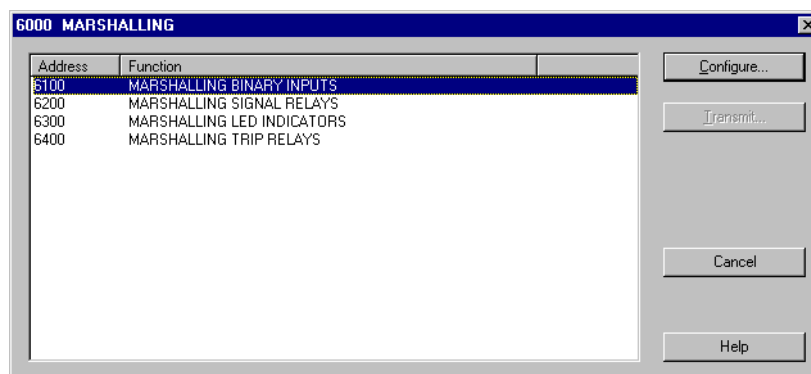 6000 MARSHALLING
Address Function
6100 MARSHALLING BINARY INPUTS
6200 MARSHALLING SIGNAL RELAYS
6300 MARSHALLING LED INDICATORS
6400 MARSHALLING TRIP RELAYS
Configure...
Transmit...
Cancel
Help